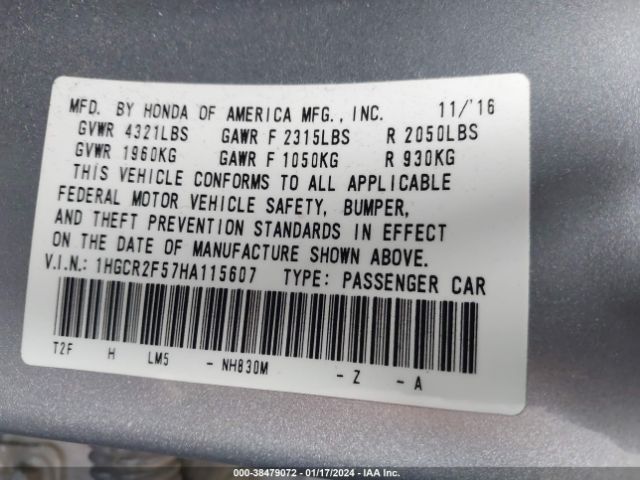 MFD. BY HONDA OF AMERICA MFG., INC. 11/'16
GVWR 4321LBS GAWR F 2315LBS R 2050LBS
GVWR 1960KG GAWR F 1050KG R 930KG
THIS VEHICLE CONFORMS TO ALL APPLICABLE
FEDERAL MOTOR VEHICLE SAFETY, BUMPER,
AND THEFT PREVENTION STANDARDS IN EFFECT
ON THE DATE OF MANUFACTURE SHOWN ABOVE.
V.I.N.: 1HGCR2F57HA115607 TYPE: PASSENGER CAR
T2F H LM5 - NH830M - Z - A
000-38479072 | 01/17/2024 | IAAI.COM